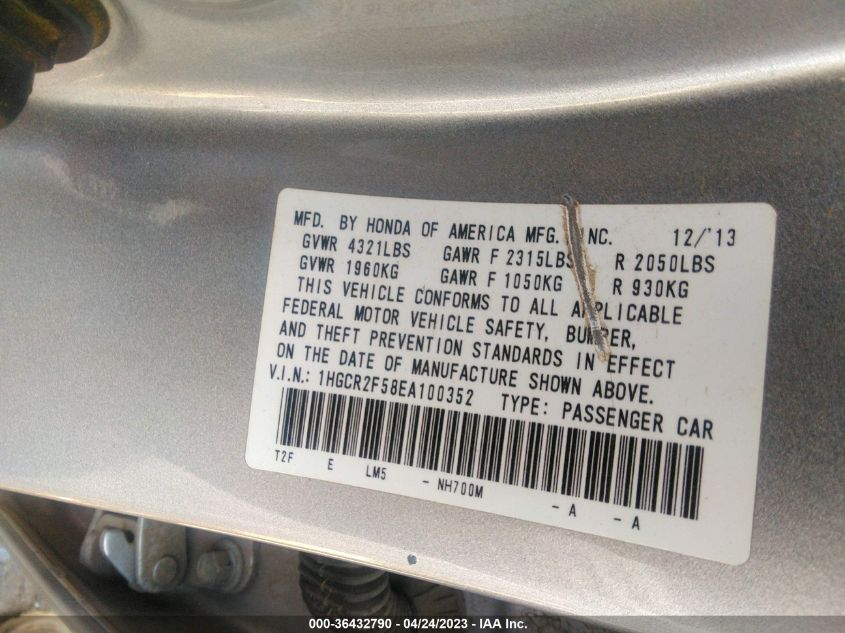 MFD. BY HONDA OF AMERICA MFG. INC. 12/'13
GVWR 4321LBS GAWR F 2315LBS R 2050LBS
GVWR 1960KG GAWR F 1050KG R 930KG
THIS VEHICLE CONFORMS TO ALL APPLICABLE
FEDERAL MOTOR VEHICLE SAFETY, BUMPER,
AND THEFT PREVENTION STANDARDS IN EFFECT
ON THE DATE OF MANUFACTURE SHOWN ABOVE.
V.I.N.: 1HGCR2F58EA100352 TYPE: PASSENGER CAR
T2F E LM5 - NH700M - A - A
000-36432790 - 04/24/2023 - IAA Inc.